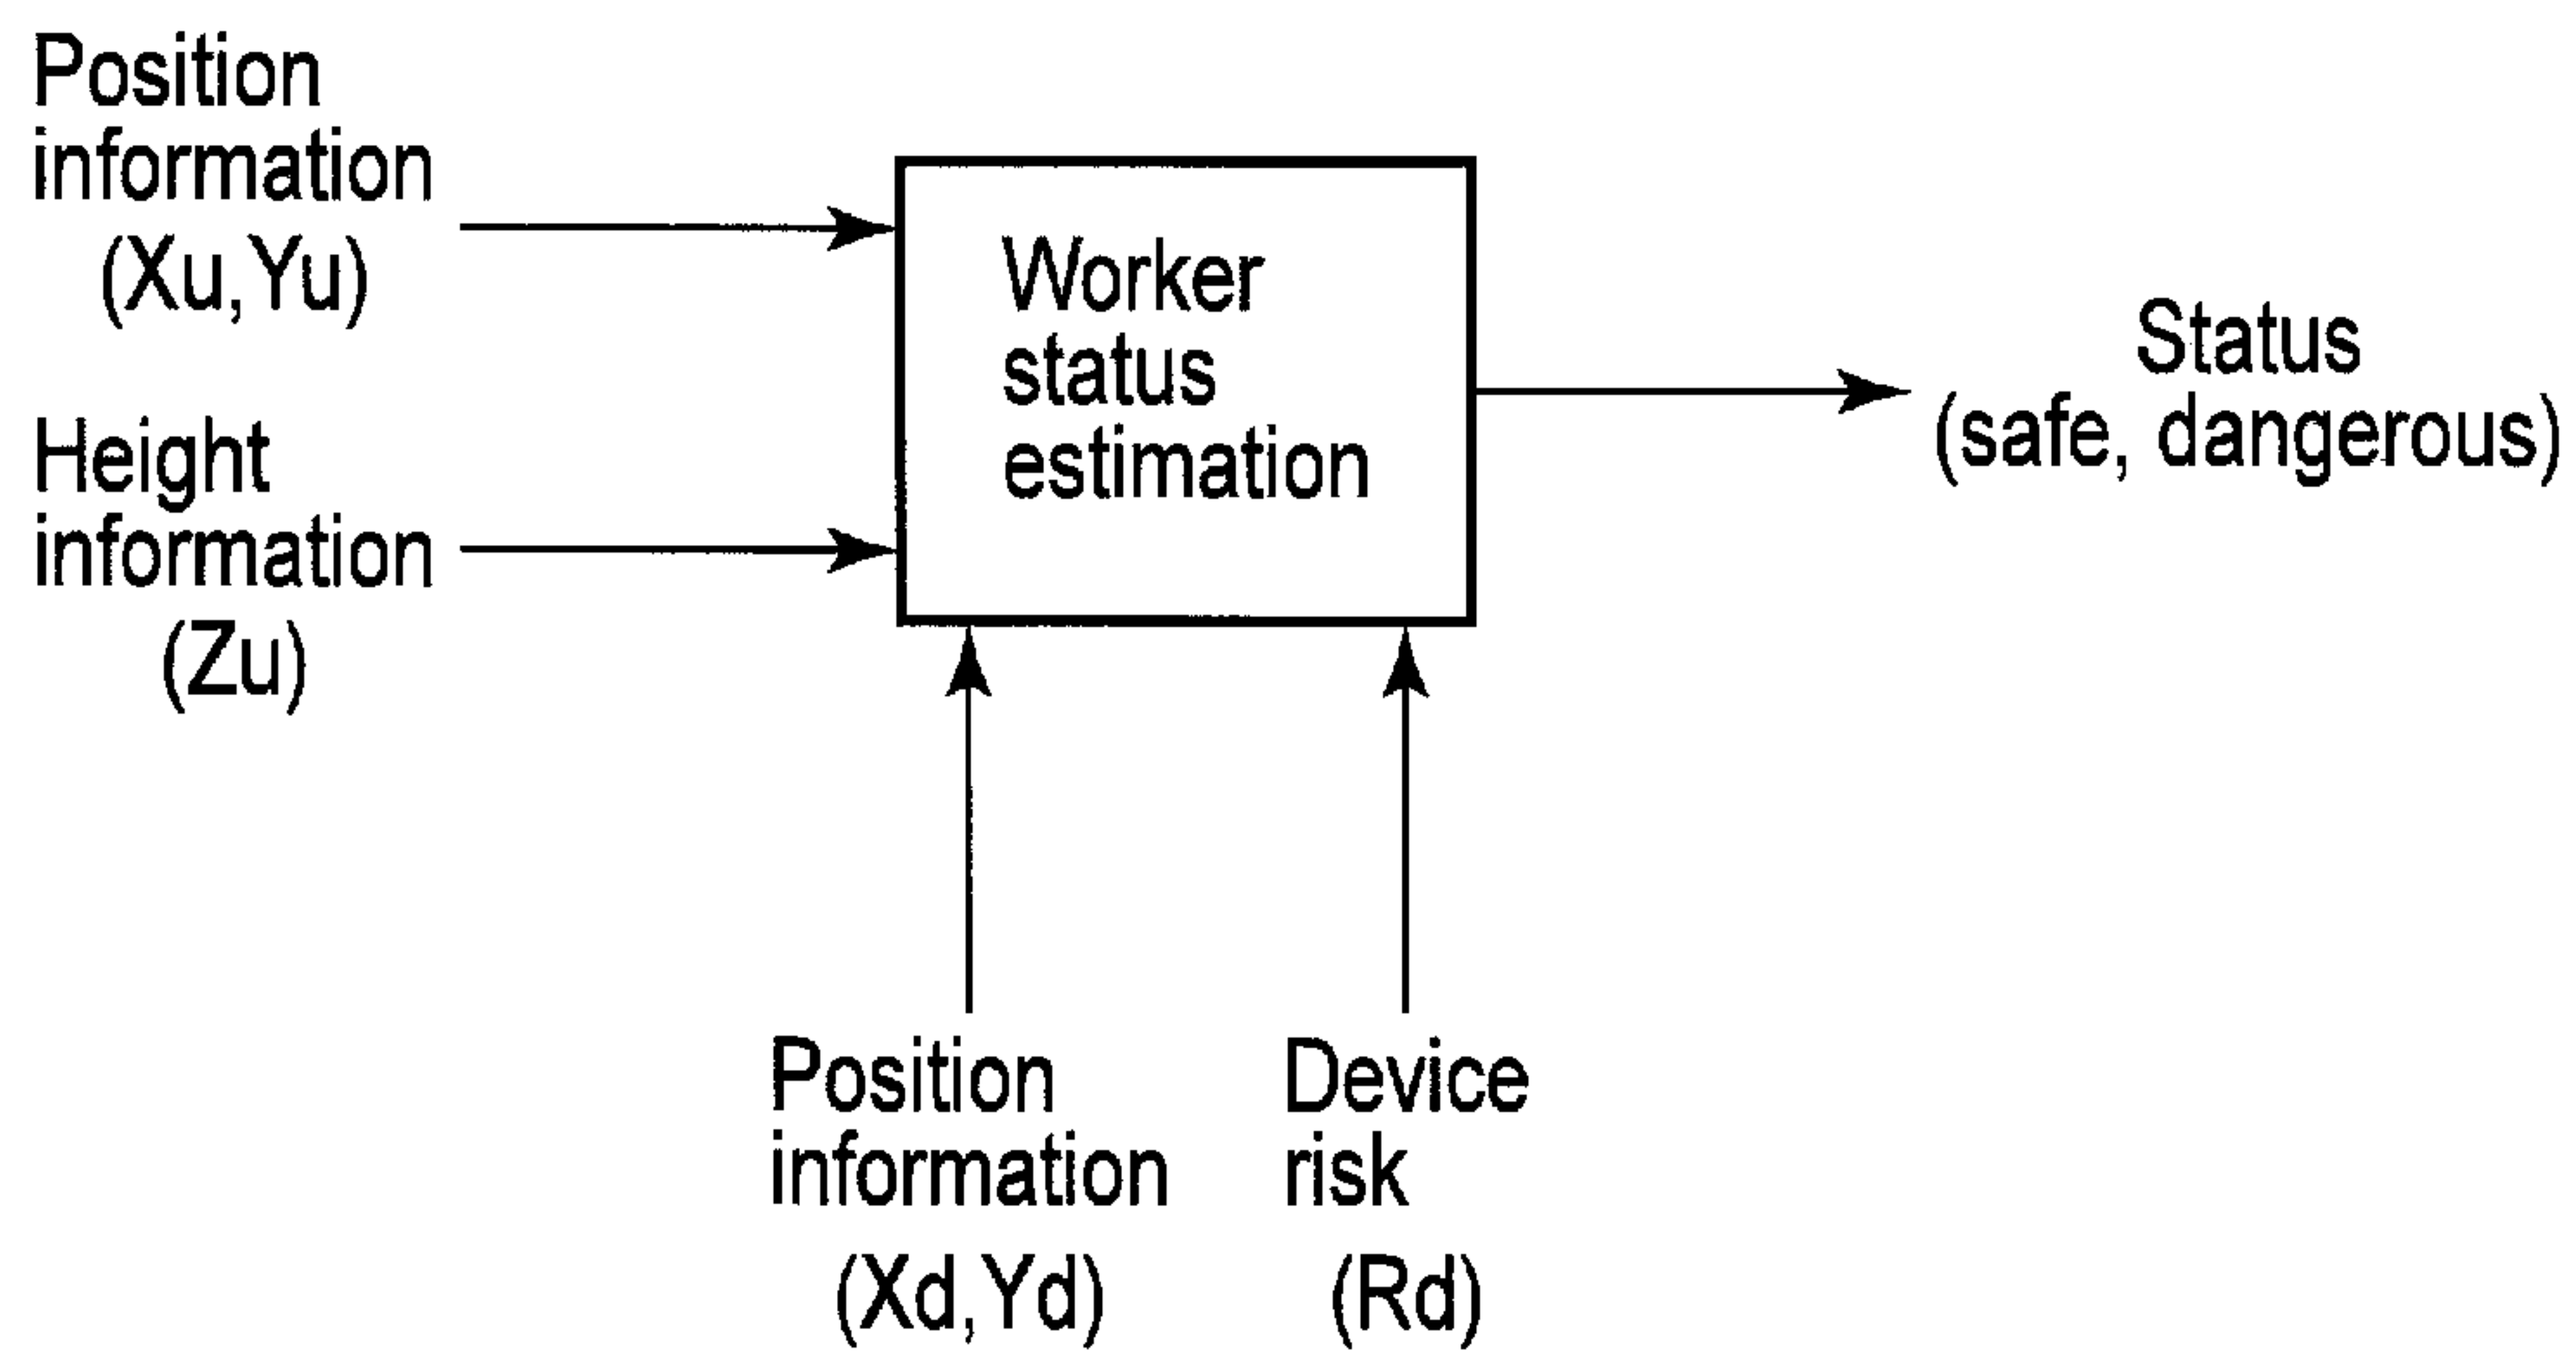 Position
information
(Xu,Yu)
Height
information
(Zu)
Worker
status
estimation
Status
(safe, dangerous)
Position
information
(Xd,Yd)
Device
risk
(Rd)